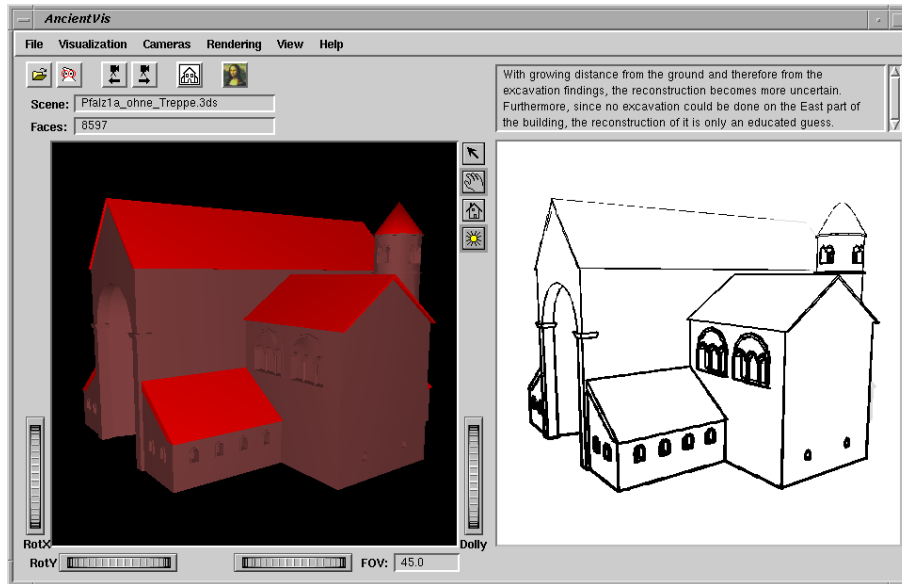 AncientVis
File Visualization Cameras Rendering View Help
With growing distance from the ground and therefore from the
excavation findings, the reconstruction becomes more uncertain.
Furthermore, since no excavation could be done on the East part of
the building, the reconstruction of it is only an educated guess.
Scene: Pfalz1a_ohne_Treppe.3ds
Faces: 8597
RotX
Dolly
RotY
FOV: 45.0